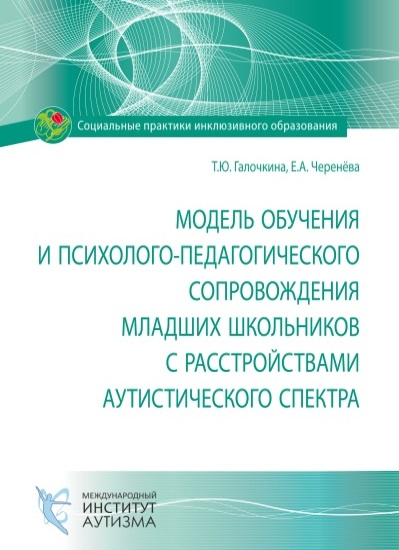 Социальные практики инклюзивного образования
Т.Ю. Галочкина, Е.А. Черенёва
МОДЕЛЬ ОБУЧЕНИЯ
И ПСИХОЛОГО-ПЕДАГОГИЧЕСКОГО
СОПРОВОЖДЕНИЯ
МЛАДШИХ ШКОЛЬНИКОВ
С РАССТРОЙСТВАМИ
АУТИСТИЧЕСКОГО СПЕКТРА
МЕЖДУНАРОДНЫЙ
ИНСТИТУТ
АУТИЗМА